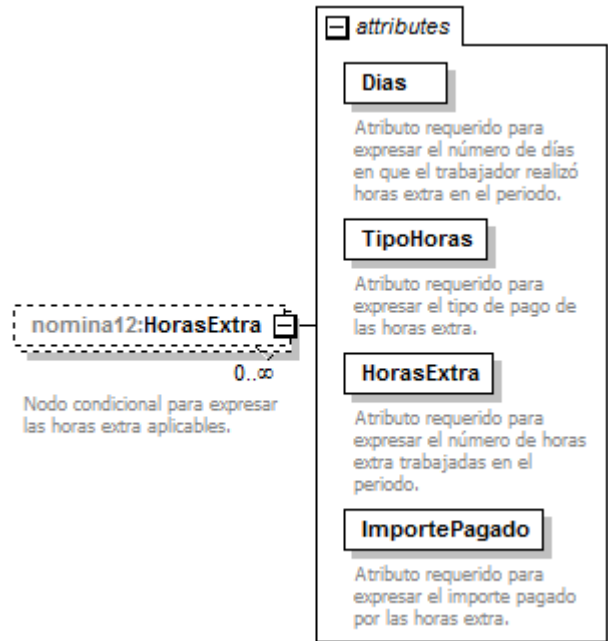 attributes
Dias
Atributo requerido para
expresar el número de días
en que el trabajador realizó
horas extra en el periodo.
TipoHoras
Atributo requerido para
expresar el tipo de pago de
las horas extra.
nomina12:HorasExtra
0..∞
Nodo condicional para expresar
las horas extra aplicables.
HorasExtra
Atributo requerido para
expresar el número de horas
extra trabajadas en el
periodo.
ImportePagado
Atributo requerido para
expresar el importe pagado
por las horas extra.